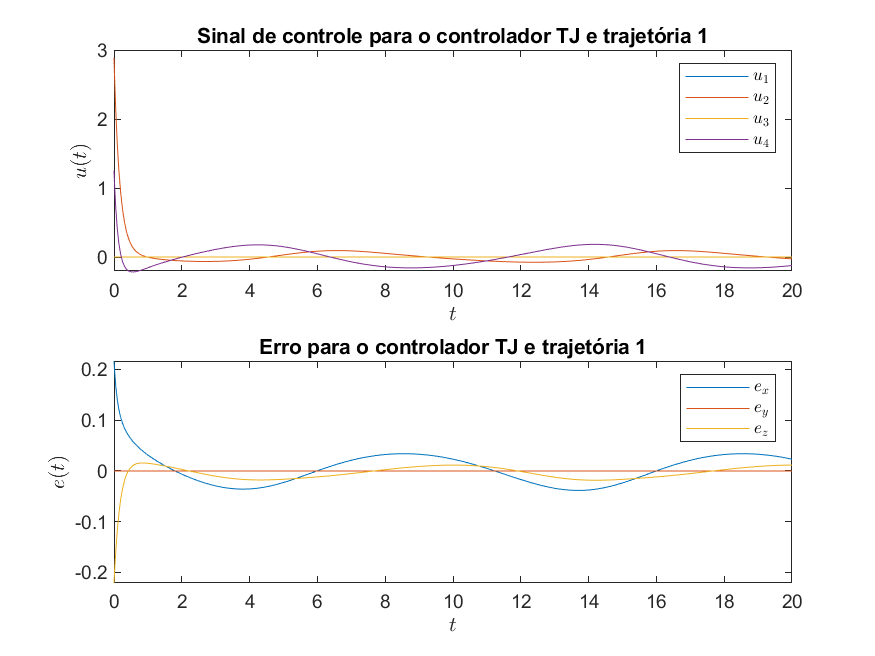 Sinal de controle para o controlador TJ e trajetória 1
3
2
1
0
u(t)
u₁
u₂
u₃
u₄
0 2 4 6 8 10 12 14 16 18 20
t
Erro para o controlador TJ e trajetória 1
0.2
0.1
0
-0.1
-0.2
e(t)
eₓ
e_y
e_z
0 2 4 6 8 10 12 14 16 18 20
t